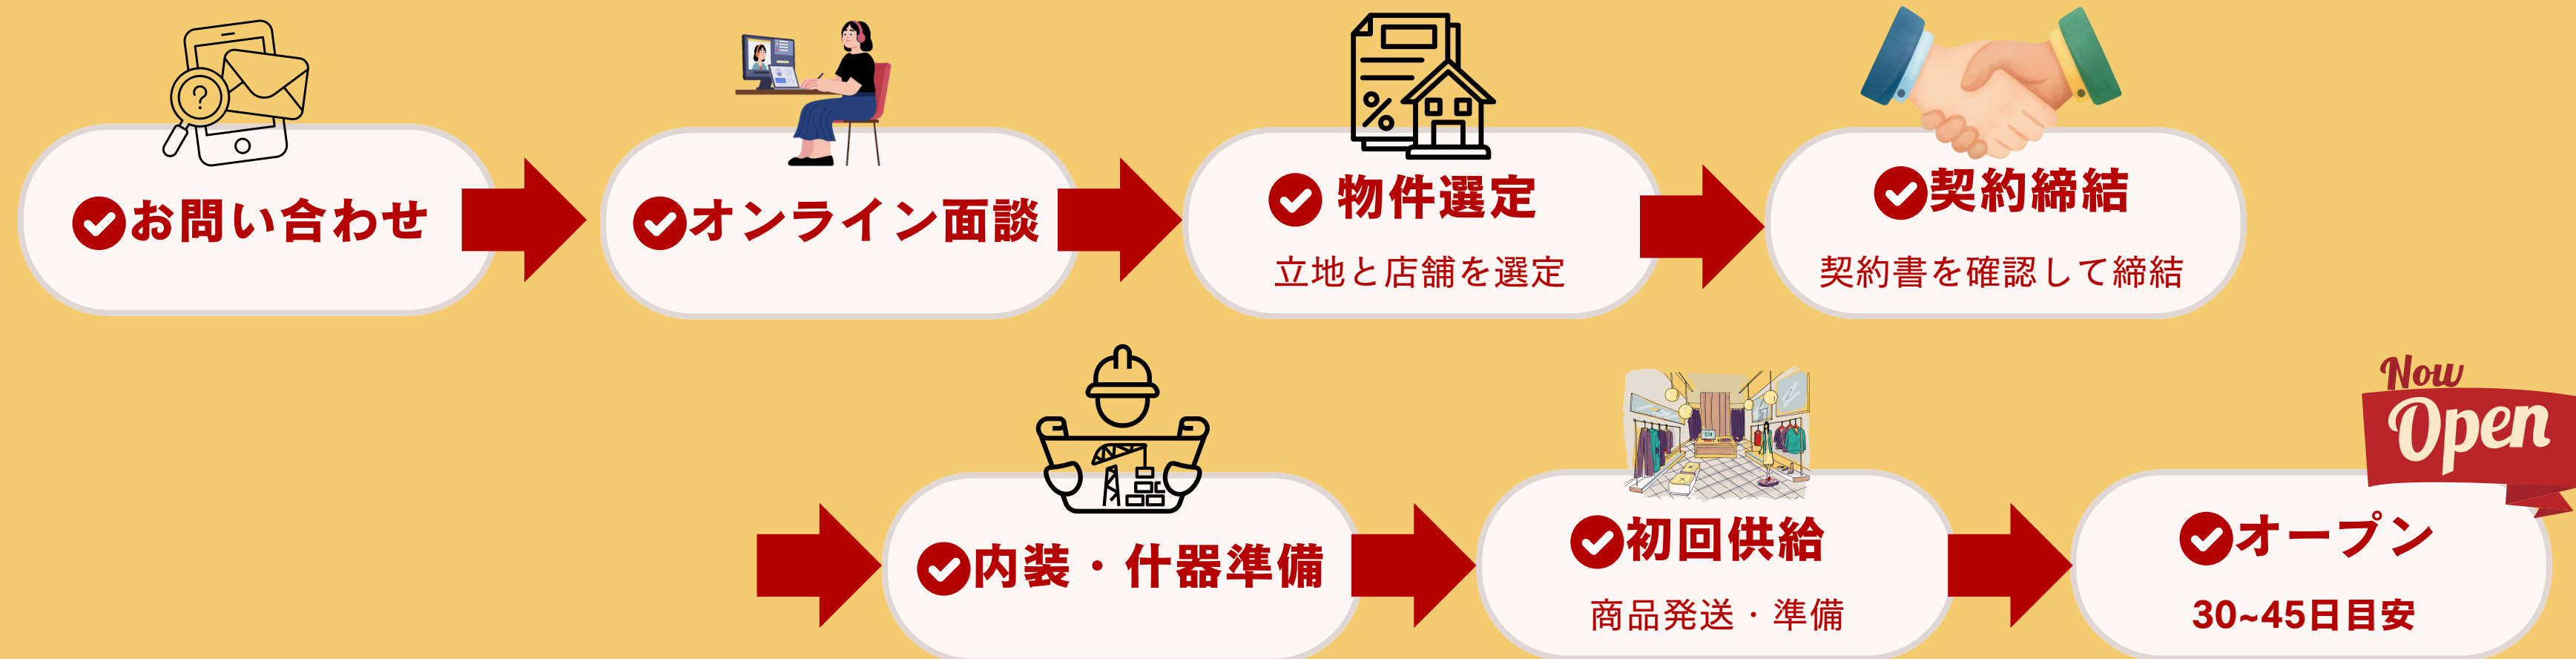 お問い合わせ
オンライン面談
物件選定
立地と店舗を選定
契約締結
契約書を確認して締結
内装・什器準備
初回供給
商品発送・準備
Now
Open
オープン
30~45日目安